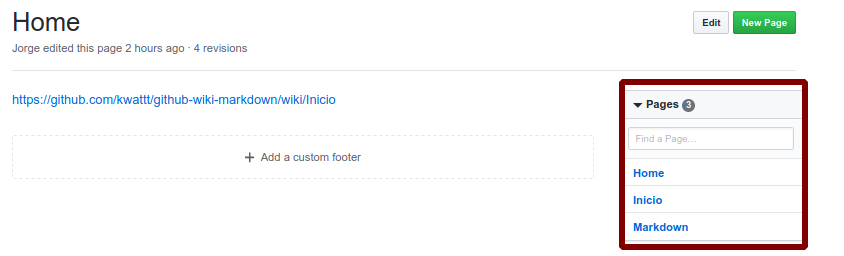 Home
Edit
New Page
Jorge edited this page 2 hours ago · 4 revisions
https://github.com/kwattt/github-wiki-markdown/wiki/Inicio
Add a custom footer
Pages 3
Find a Page...
Home
Inicio
Markdown